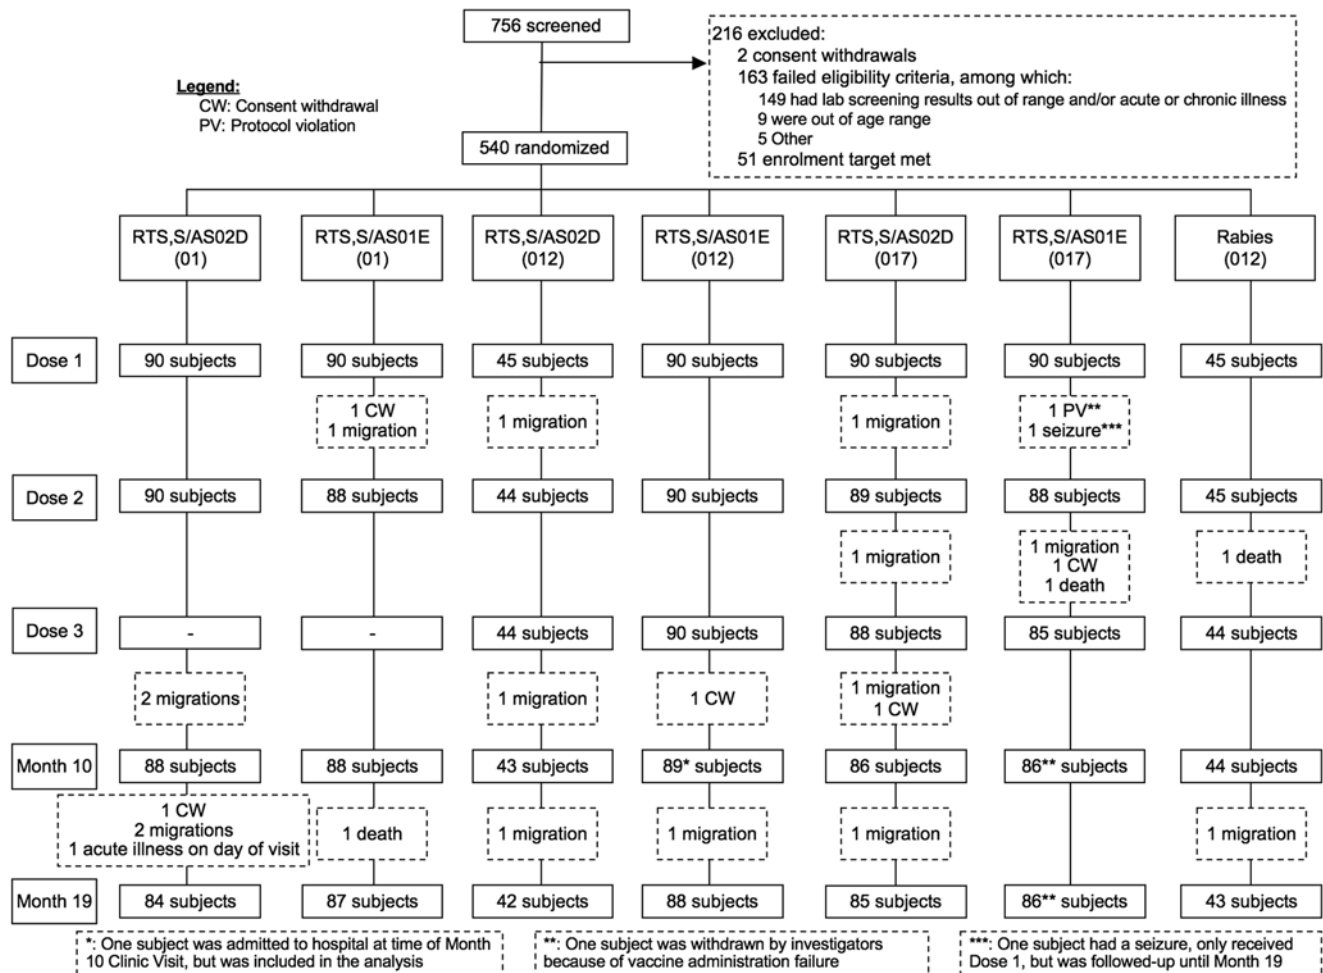 756 screened
216 excluded:
2 consent withdrawals
163 failed eligibility criteria, among which:
149 had lab screening results out of range and/or acute or chronic illness
9 were out of age range
5 Other
51 enrolment target met
Legend:
CW: Consent withdrawal
PV: Protocol violation
540 randomized
RTS,S/AS02D
(01)
RTS,S/AS01E
(01)
RTS,S/AS02D
(012)
RTS,S/AS01E
(012)
RTS,S/AS02D
(017)
RTS,S/AS01E
(017)
Rabies
(012)
Dose 1
90 subjects
90 subjects
45 subjects
90 subjects
90 subjects
90 subjects
45 subjects
1 CW
1 migration
1 migration
1 migration
1 PV**
1 seizure***
Dose 2
90 subjects
88 subjects
44 subjects
90 subjects
89 subjects
88 subjects
45 subjects
1 migration
1 migration
1 CW
1 death
1 death
Dose 3
-
-
44 subjects
90 subjects
88 subjects
85 subjects
44 subjects
2 migrations
1 migration
1 CW
1 migration
1 CW
Month 10
88 subjects
88 subjects
43 subjects
89* subjects
86 subjects
86** subjects
44 subjects
1 CW
2 migrations
1 acute illness on day of visit
1 death
1 migration
1 migration
1 migration
1 migration
Month 19
84 subjects
87 subjects
42 subjects
88 subjects
85 subjects
86** subjects
43 subjects
*: One subject was admitted to hospital at time of Month
10 Clinic Visit, but was included in the analysis
**: One subject was withdrawn by investigators
because of vaccine administration failure
***: One subject had a seizure, only received
Dose 1, but was followed-up until Month 19